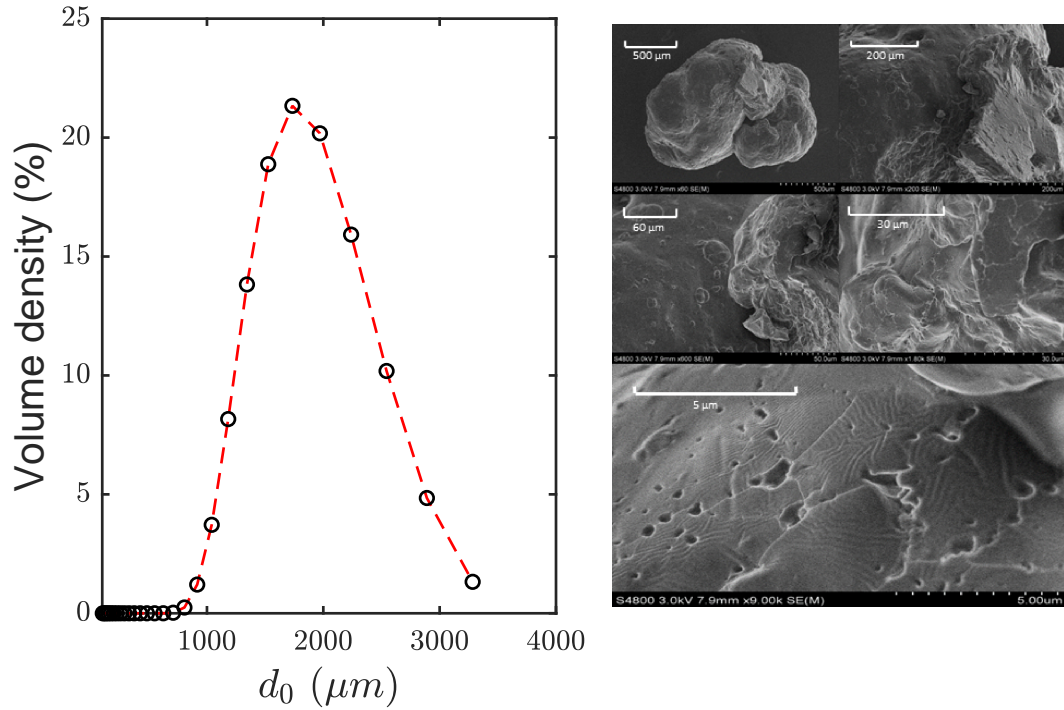 25
20
15
10
5
0
Volume density (%)
1000
2000
3000
4000
d₀ (μm)
500 μm
S4800 3.0kV 7.9mm x60 SE(M)
500um
200 μm
S4800 3.0kV 7.9mm x200 SE(M)
200um
60 μm
S4800 3.0kV 7.9mm x600 SE(M)
50.0um
30 μm
S4800 3.0kV 7.9mm x1.80k SE(M)
30.0um
5 μm
S4800 3.0kV 7.9mm x9.00k SE(M)
5.00um